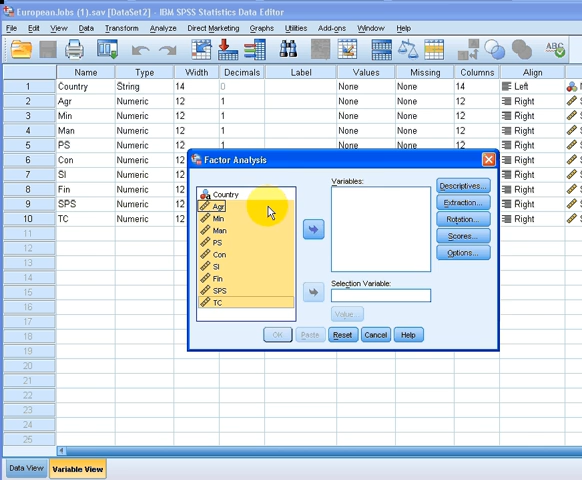 EuropeanJobs (1).sav [DataSet2] - IBM SPSS Statistics Data Editor
File Edit View Data Transform Analyze Direct Marketing Graphs Utilities Add-ons Window Help
Name Type Width Decimals Label Values Missing Columns Align
1 Country String 14 0 None None 14 Left
2 Agr Numeric 12 1 None None 12 Right
3 Min Numeric 12 1 None None 12 Right
4 Man Numeric 12 1 None None 12 Right
5 PS Numeric 12 1 None None 12 Right
6 Con Numeric 12 Right
7 SI Numeric 12 Right
8 Fin Numeric 12 Right
9 SPS Numeric 12 Right
10 TC Numeric 12 Right
11
12
13
14
15
16
17
18
19
20
21
22
23
24
25
Factor Analysis
Country
Agr
Min
Man
PS
Con
SI
Fin
SPS
TC
Variables:
Selection Variable:
Value...
Descriptives...
Extraction...
Rotation...
Scores...
Options...
OK Paste Reset Cancel Help
Data View Variable View